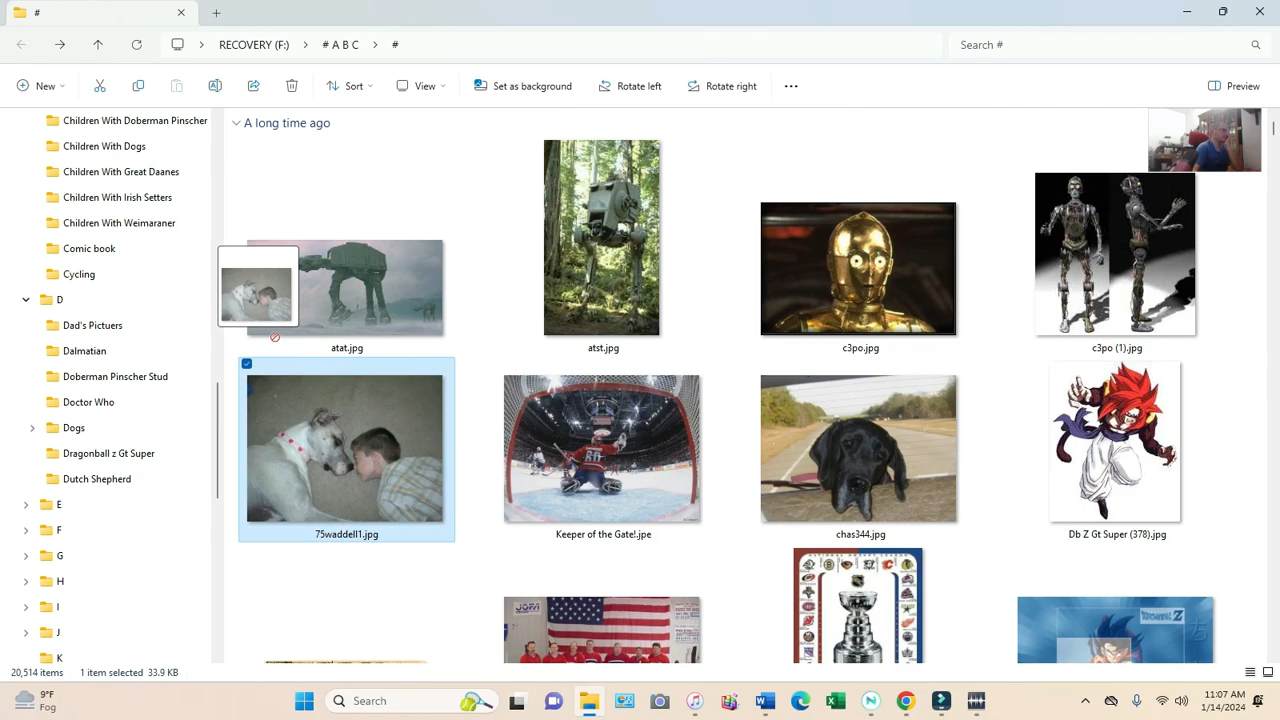 #
RECOVERY (F:) > # A B C > #
Search #
New
Sort
View
Set as background
Rotate left
Rotate right
Preview
Children With Doberman Pinscher
Children With Dogs
Children With Great Daanes
Children With Irish Setters
Children With Weimaraner
Comic book
Cycling
D
Dad's Pictuers
Dalmatian
Doberman Pinscher Stud
Doctor Who
Dogs
Dragonball z Gt Super
Dutch Shepherd
E
F
G
H
I
J
K
A long time ago
atat.jpg
atst.jpg
c3po.jpg
c3po (1).jpg
75waddell1.jpg
Keeper of the Gate!.jpe
chas344.jpg
Db Z Gt Super (378).jpg
JOFA
20,514 items
1 item selected 33.9 KB
9°F
Fog
Search
11:07 AM
1/14/2024